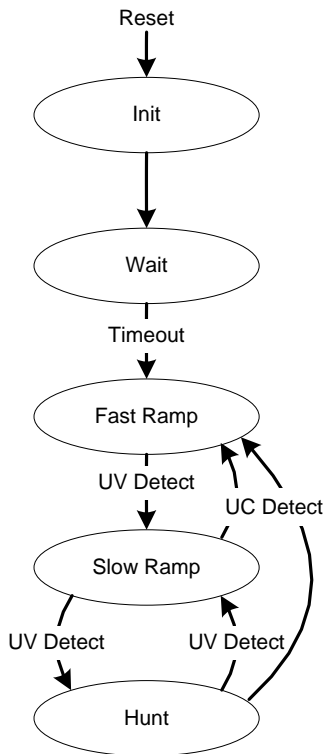 Reset
Init
Wait
Timeout
Fast Ramp
UV Detect
UC Detect
Slow Ramp
UV Detect
UV Detect
Hunt